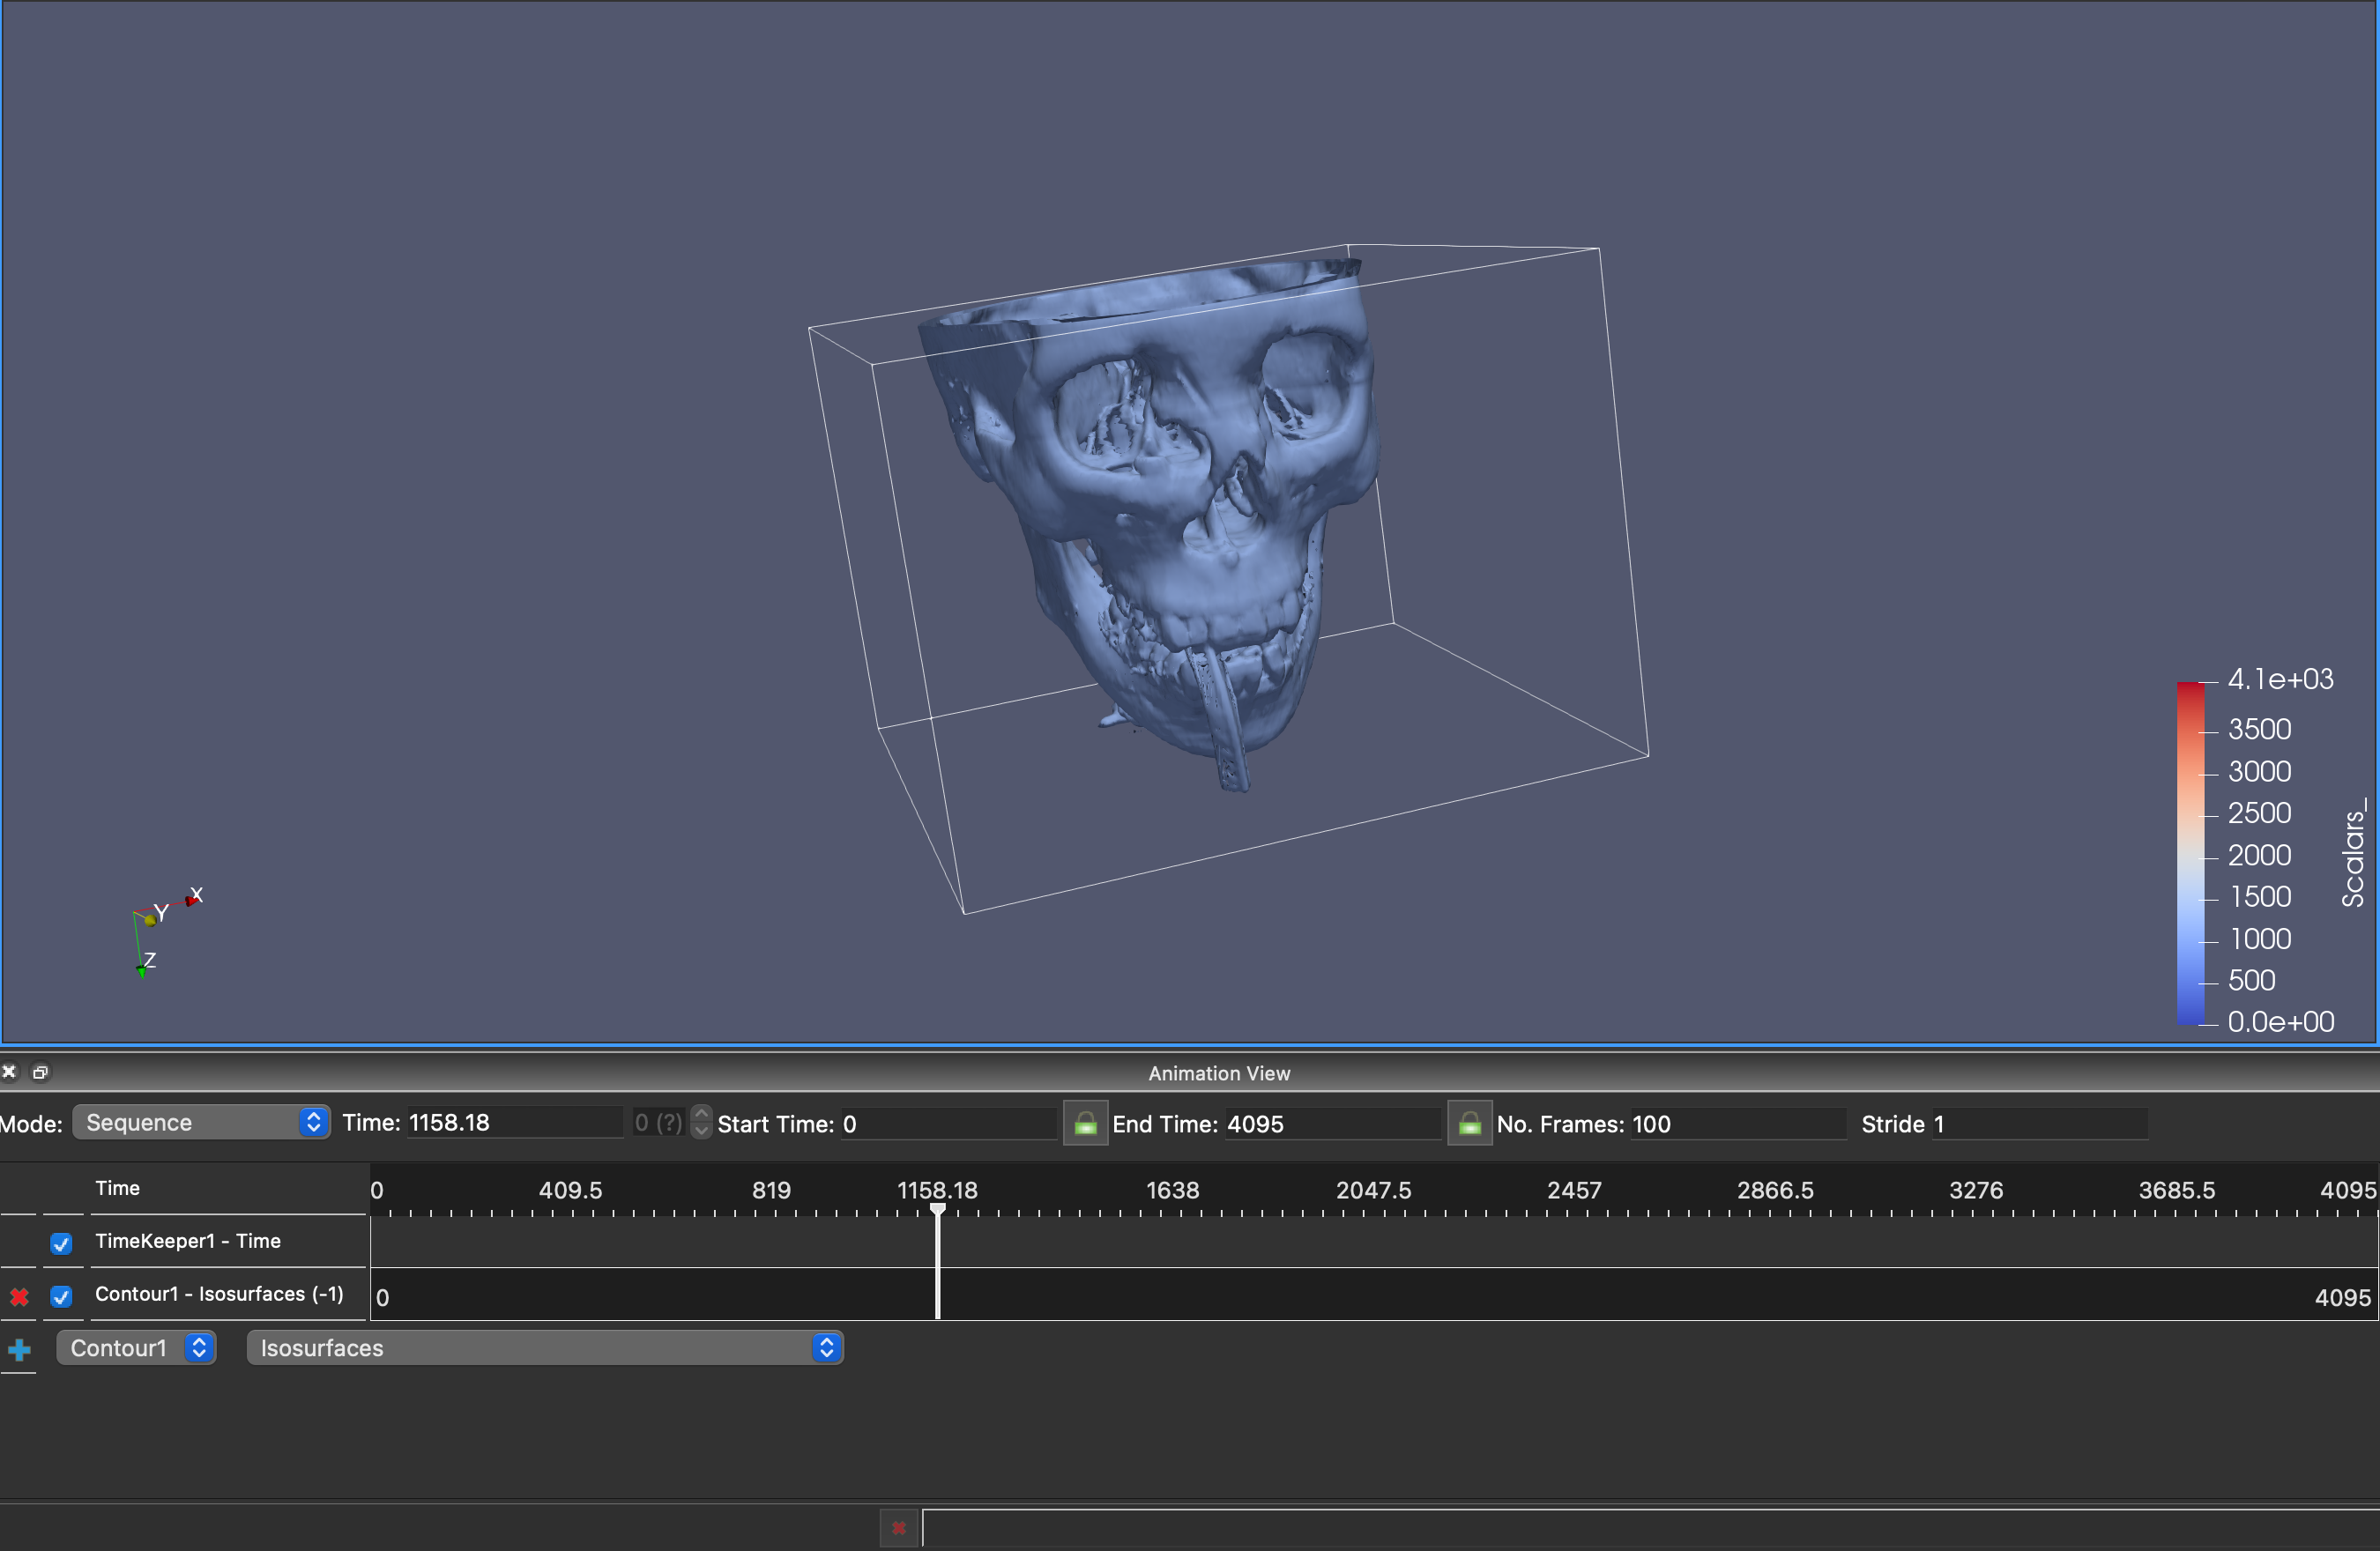 4.1e+03
3500
3000
2500
2000
1500
1000
500
0.0e+00
Scalars_
X
Y
Z
Animation View
Mode: Sequence Time: 1158.18 0 (?) Start Time: 0 End Time: 4095 No. Frames: 100 Stride 1
Time 0 409.5 819 1158.18 1638 2047.5 2457 2866.5 3276 3685.5 4095
TimeKeeper1 - Time
Contour1 - Isosurfaces (-1) 0 4095
Contour1 Isosurfaces